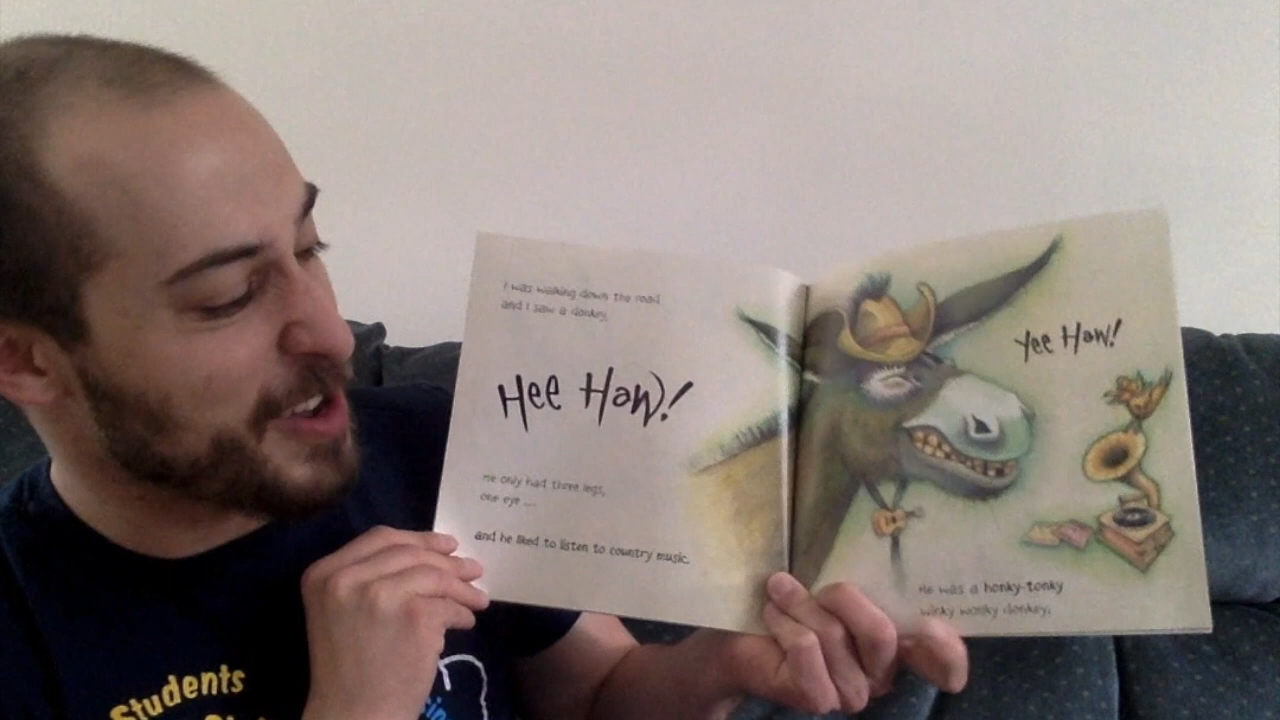 I was walking down the road
and I saw a donkey,
Hee Haw!
He only had three legs,
one eye ....
and he liked to listen to country music.
Yee Haw!
He was a honky-tonky
winky wonky donkey.
Students